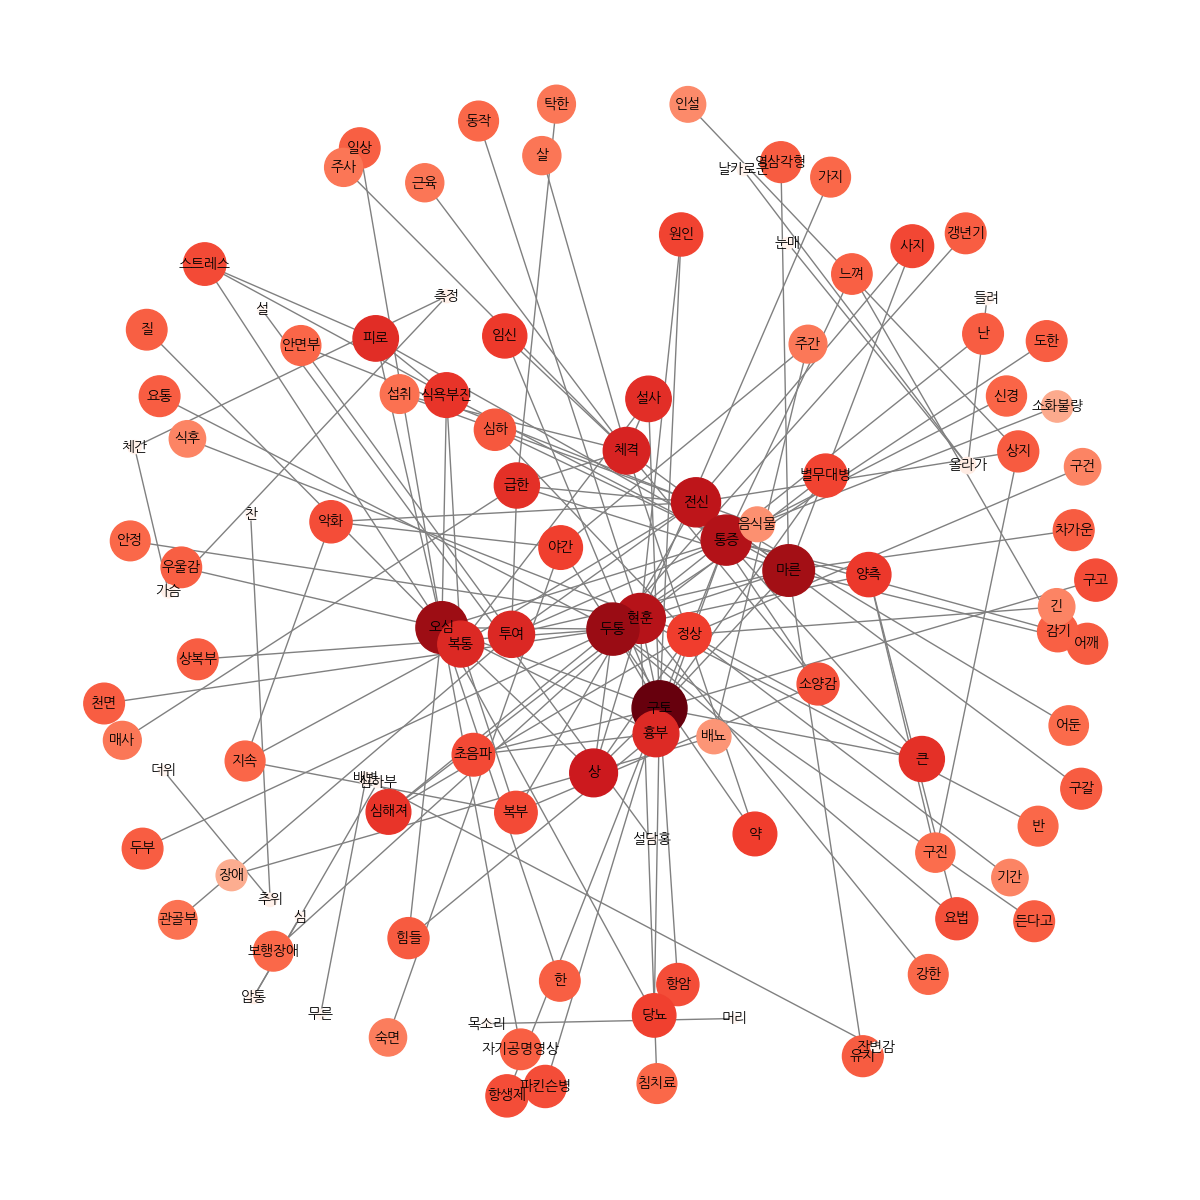 탁한
인설
동작
일상
살
영삼각형
주사
날카로운
가지
근육
원인
갱년기
눈매
사지
스트레스
느껴
측정
들려
설
질
난
임신
피로
도한
안면부
주간
섭취
식욕부진
요통
신경
설사
소화불량
심하
식후
체간
체격
상지
올라가
구건
별무대병
급한
전신
찬
악화
음식물
차가운
안정
통증
야간
우울감
마른
양측
구고
가슴
긴
현훈
오심
두통
투여
정상
감기
복통
어깨
상복부
소양감
천면
구토
어둔
흉부
배뇨
매사
초음파
지속
큰
더위
상
배변
심하부
구갈
심해져
복부
반
약
설담홍
두부
구진
장애
기간
추위
심
관골부
요법
든다고
힘들
보행장애
강한
한
항암
압통
무른
당뇨
머리
목소리
숙면
자기공명영상
잔변감
유지
침치료
파킨슨병
항생제